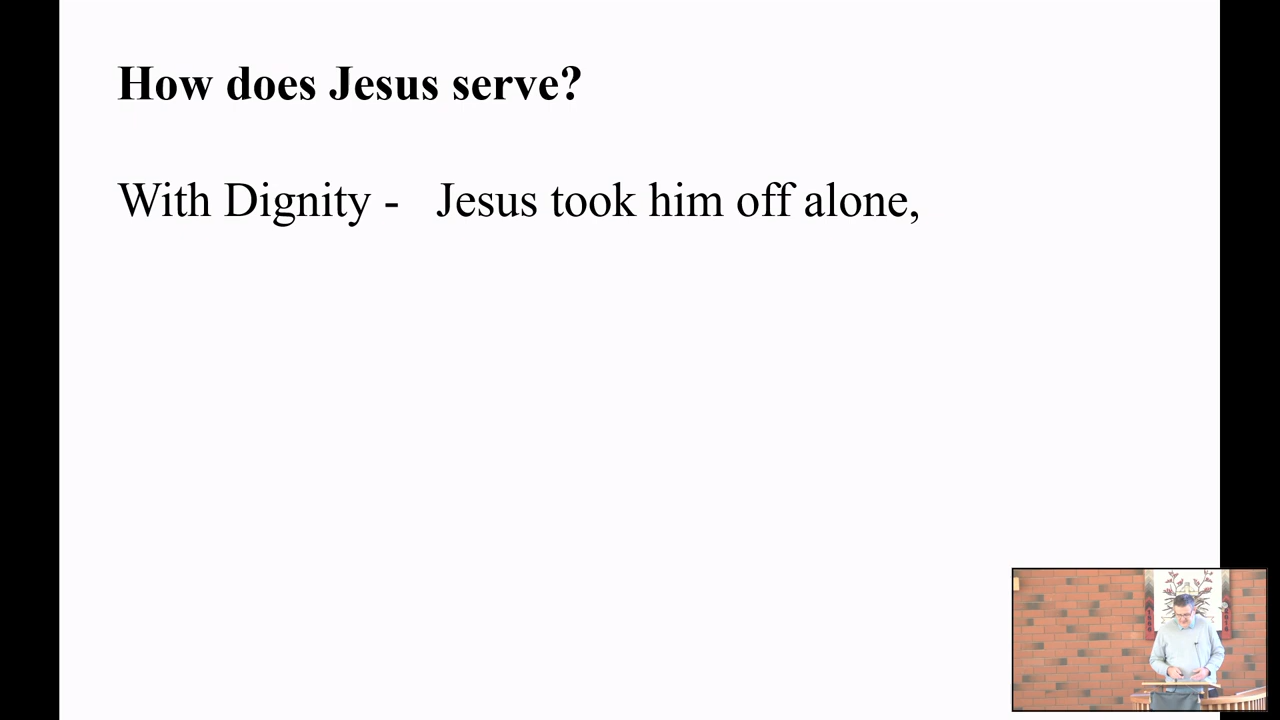 How does Jesus serve?
With Dignity - Jesus took him off alone,